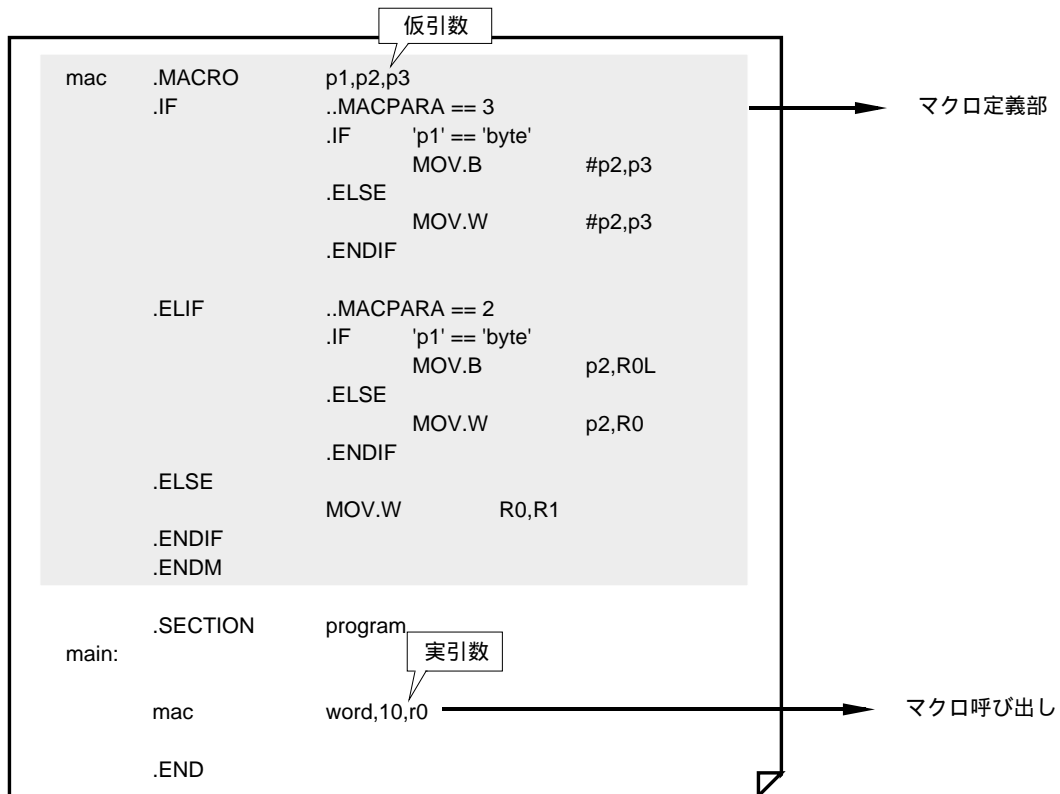 仮引数
mac .MACRO p1,p2,p3
.IF ..MACPARA == 3
マクロ定義部
.IF 'p1' == 'byte'
MOV.B #p2,p3
.ELSE
MOV.W #p2,p3
.ENDIF
.ELIF ..MACPARA == 2
.IF 'p1' == 'byte'
MOV.B p2,R0L
.ELSE
MOV.W p2,R0
.ENDIF
.ELSE
MOV.W R0,R1
.ENDIF
.ENDM
.SECTION program
main:
実引数
mac word,10,r0
マクロ呼び出し
.END